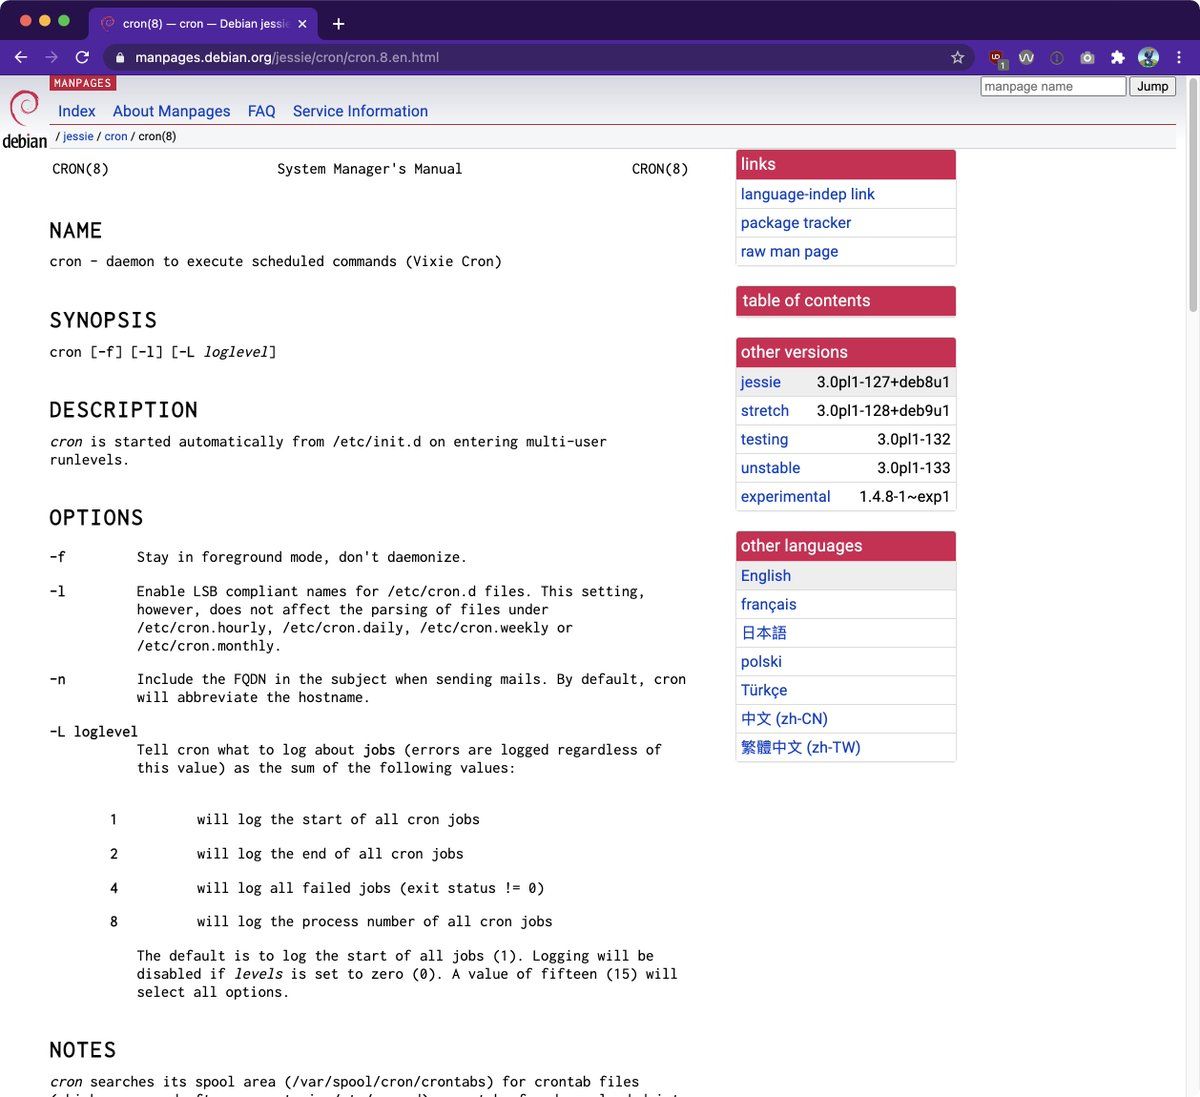 cron(8) — cron — Debian jessie
manpages.debian.org/jessie/cron/cron.8.en.html
1
MANPAGES
manpage name
Jump
Index About Manpages FAQ Service Information
debian
/ jessie / cron / cron(8)
CRON(8) System Manager's Manual CRON(8)
NAME
cron - daemon to execute scheduled commands (Vixie Cron)
SYNOPSIS
cron [-f] [-l] [-L loglevel]
DESCRIPTION
cron is started automatically from /etc/init.d on entering multi-user
runlevels.
OPTIONS
-f Stay in foreground mode, don't daemonize.
-l Enable LSB compliant names for /etc/cron.d files. This setting,
however, does not affect the parsing of files under
/etc/cron.hourly, /etc/cron.daily, /etc/cron.weekly or
/etc/cron.monthly.
-n Include the FQDN in the subject when sending mails. By default, cron
will abbreviate the hostname.
-L loglevel
Tell cron what to log about jobs (errors are logged regardless of
this value) as the sum of the following values:
1 will log the start of all cron jobs
2 will log the end of all cron jobs
4 will log all failed jobs (exit status != 0)
8 will log the process number of all cron jobs
The default is to log the start of all jobs (1). Logging will be
disabled if levels is set to zero (0). A value of fifteen (15) will
select all options.
NOTES
cron searches its spool area (/var/spool/cron/crontabs) for crontab files
links
language-indep link
package tracker
raw man page
table of contents
other versions
jessie 3.0pl1-127+deb8u1
stretch 3.0pl1-128+deb9u1
testing 3.0pl1-132
unstable 3.0pl1-133
experimental 1.4.8-1~exp1
other languages
English
français
日本語
polski
Türkçe
中文 (zh-CN)
繁體中文 (zh-TW)